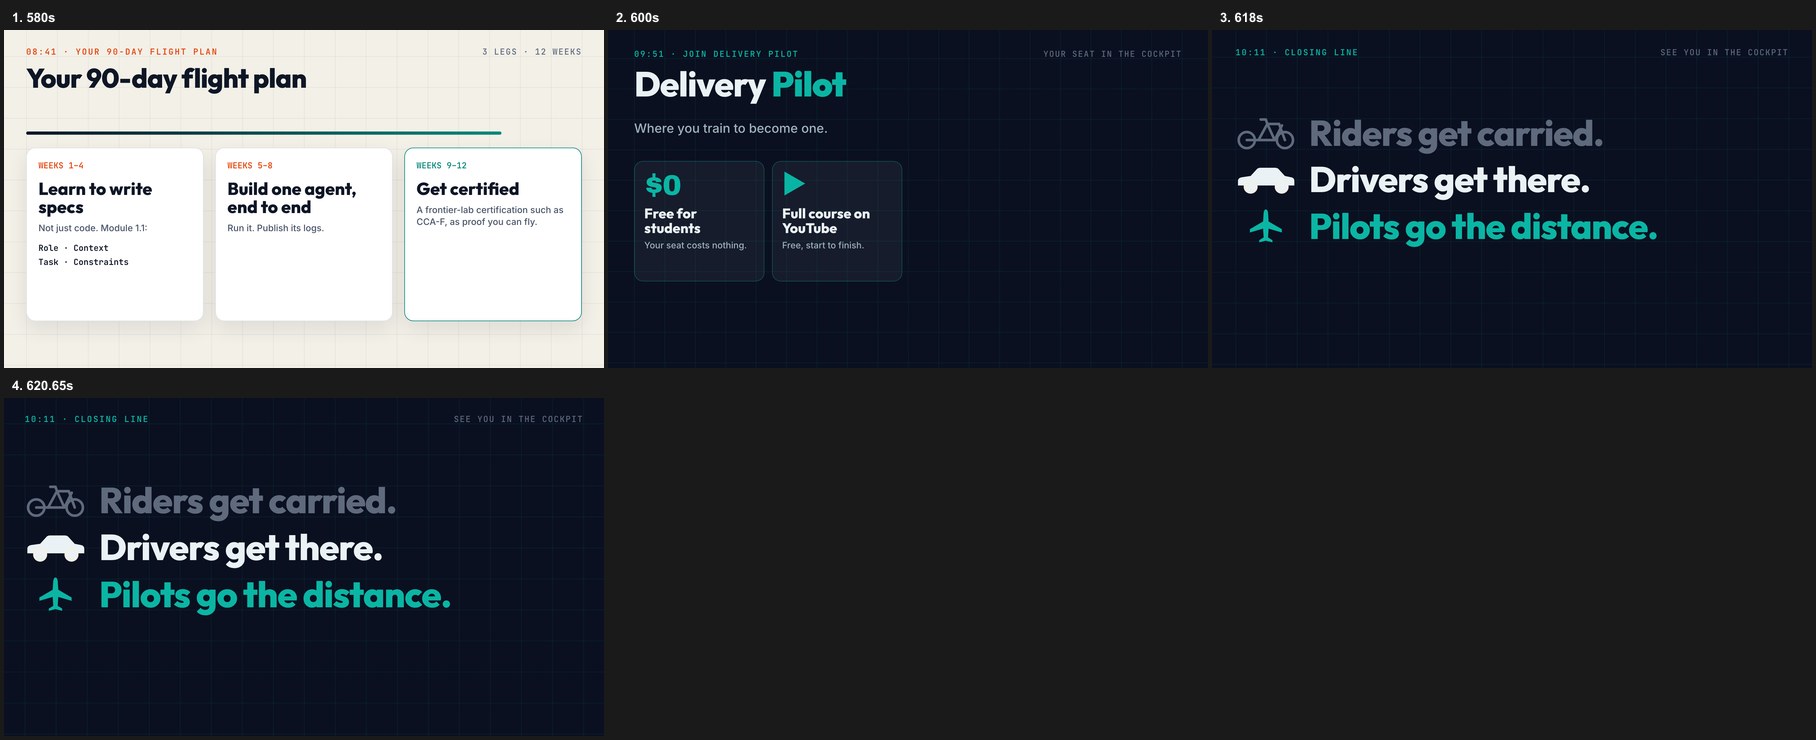 1. 580s
08:41 · YOUR 90-DAY FLIGHT PLAN
3 LEGS · 12 WEEKS
Your 90-day flight plan
WEEKS 1–4
Learn to write
specs
Not just code. Module 1.1:
Role · Context
Task · Constraints
WEEKS 5–8
Build one agent,
end to end
Run it. Publish its logs.
WEEKS 9–12
Get certified
A frontier-lab certification such as
CCA-F, as proof you can fly.
2. 600s
09:51 · JOIN DELIVERY PILOT
YOUR SEAT IN THE COCKPIT
Delivery Pilot
Where you train to become one.
$0
Free for
students
Your seat costs nothing.
Full course on
YouTube
Free, start to finish.
3. 618s
10:11 · CLOSING LINE
SEE YOU IN THE COCKPIT
Riders get carried.
Drivers get there.
Pilots go the distance.
4. 620.65s
10:11 · CLOSING LINE
SEE YOU IN THE COCKPIT
Riders get carried.
Drivers get there.
Pilots go the distance.